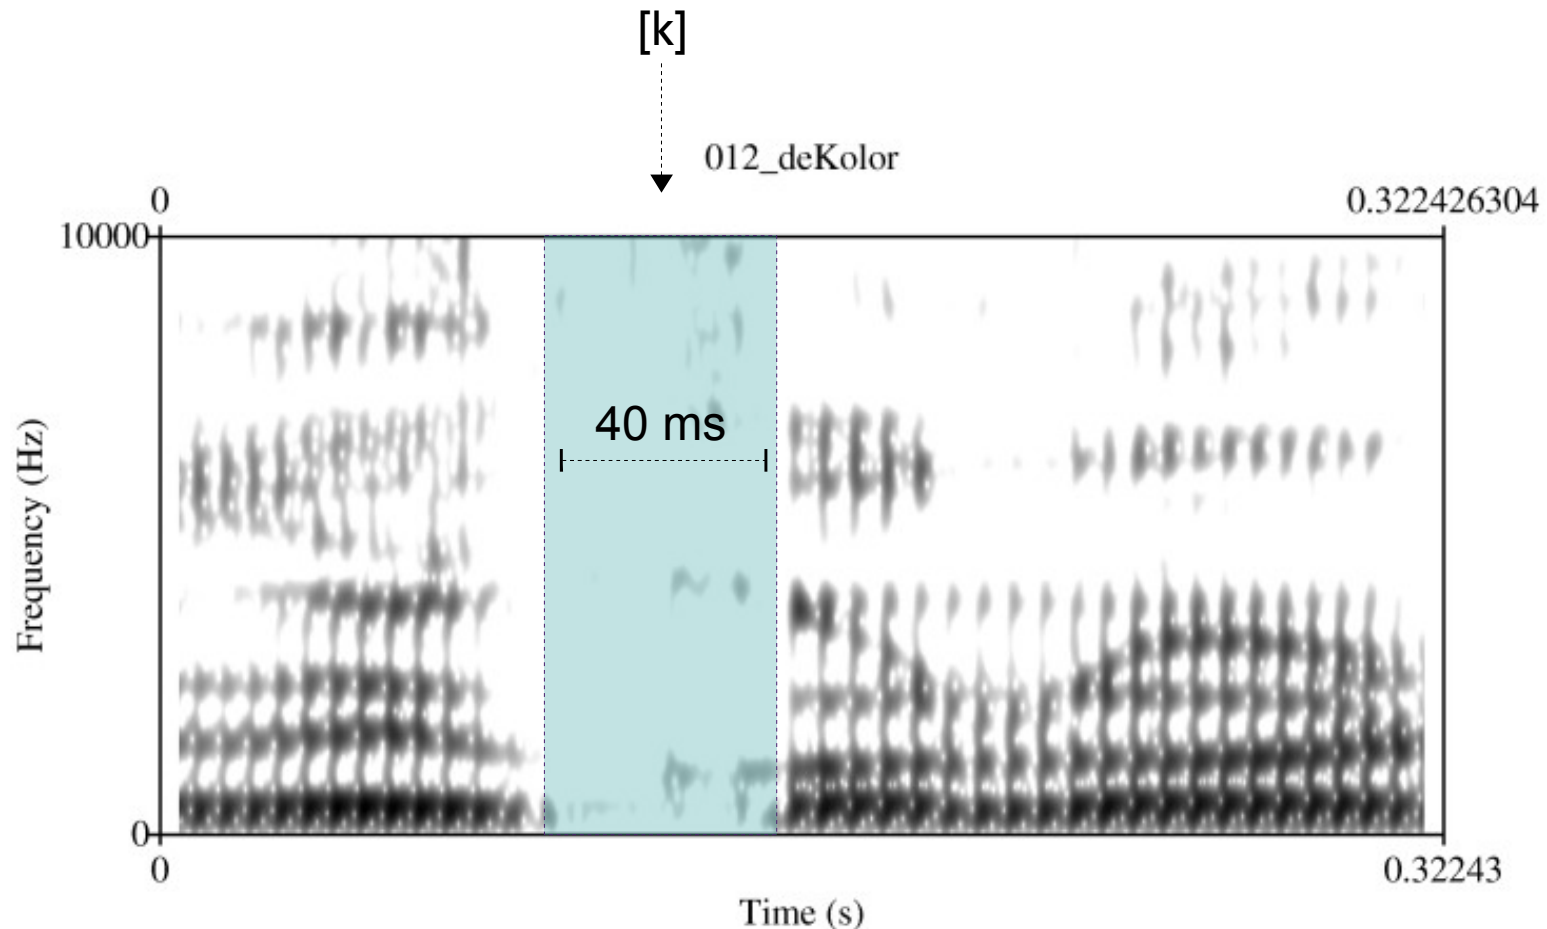 [k]
012_deKolor
0 0.322426304
10000
40 ms
Frequency (Hz)
0
0 0.32243
Time (s)